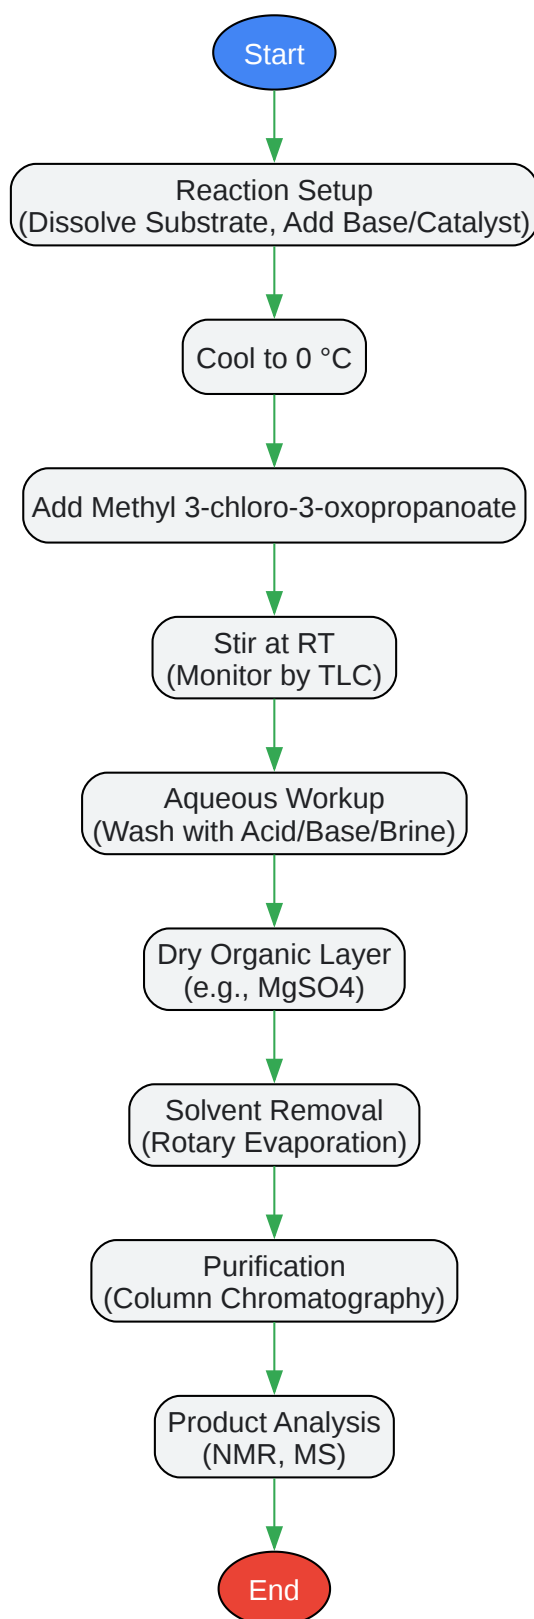 Start
Reaction Setup
(Dissolve Substrate, Add Base/Catalyst)
Cool to 0 °C
Add Methyl 3-chloro-3-oxopropanoate
Stir at RT
(Monitor by TLC)
Aqueous Workup
(Wash with Acid/Base/Brine)
Dry Organic Layer
(e.g., MgSO4)
Solvent Removal
(Rotary Evaporation)
Purification
(Column Chromatography)
Product Analysis
(NMR, MS)
End